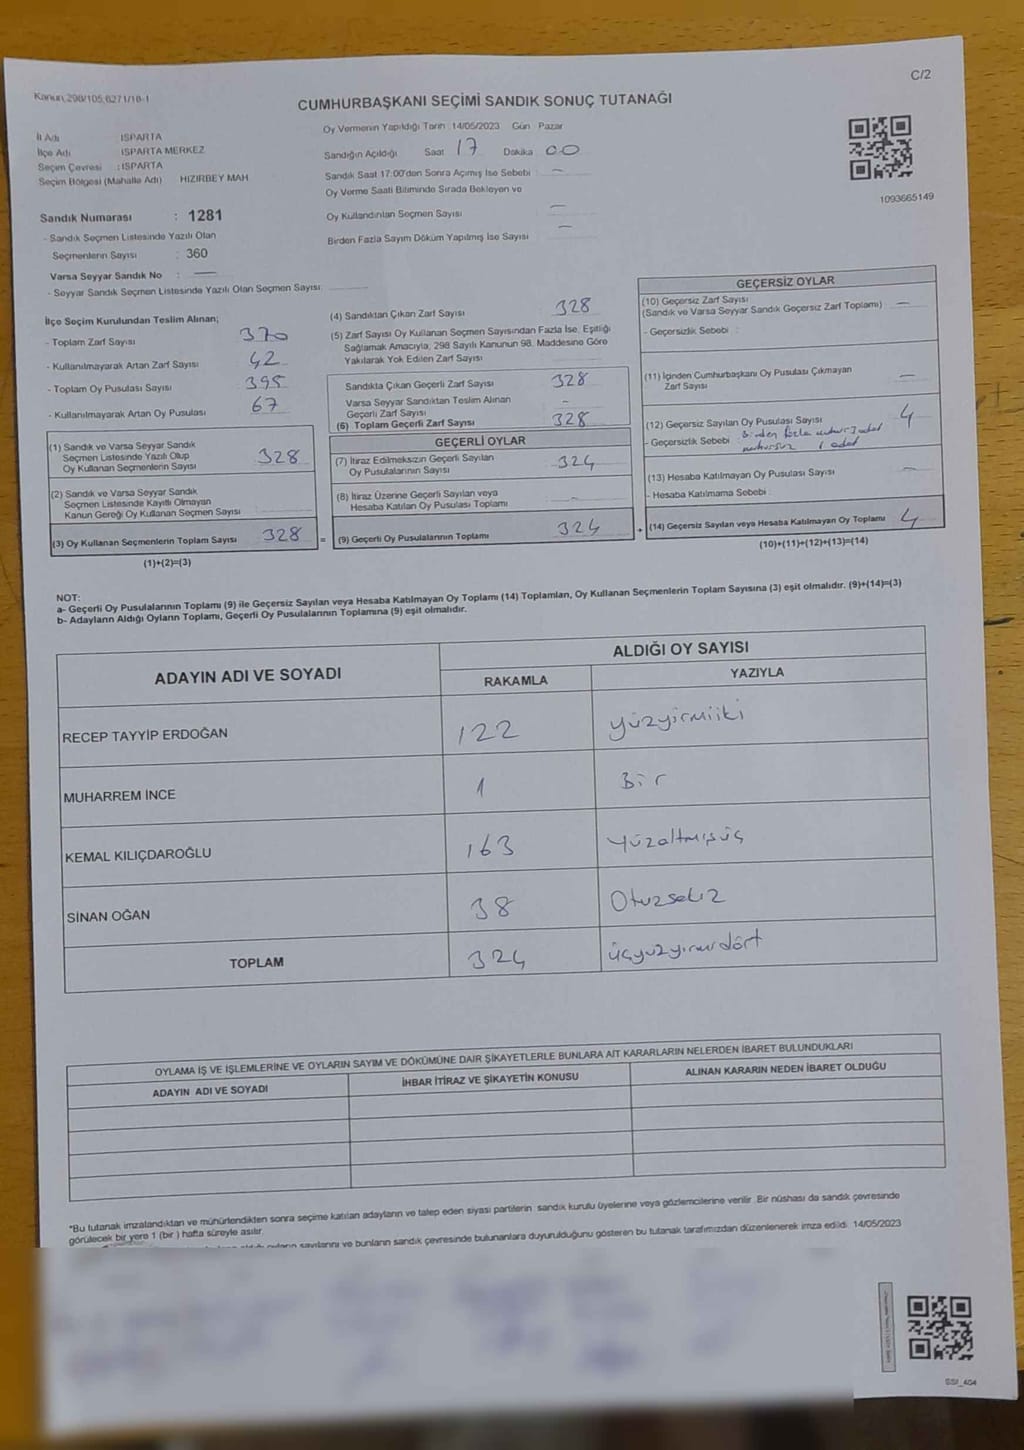 C/2
Kanun,298/105,6271/18-1
CUMHURBAŞKANI SEÇİMİ SANDIK SONUÇ TUTANAĞI
İl Adı ISPARTA
İlçe Adı ISPARTA MERKEZ
Seçim Çevresi : ISPARTA
Seçim Bölgesi (Mahalle Adı) HIZIRBEY MAH
Oy Vermenin Yapıldığı Tarih 14/05/2023 Gün Pazar
Sandığın Açıldığı Saat 17 Dakika 00
Sandık Saat 17:00'den Sonra Açımış İse Sebebi —
Oy Verme Saati Bitiminde Sırada Bekleyen ve
Oy Kullandırılan Seçmen Sayısı —
Birden Fazla Sayım Döküm Yapılmış İse Sayısı —
1093665149
Sandık Numarası : 1281
- Sandık Seçmen Listesinde Yazılı Olan
Seçmenlerin Sayısı : 360
Varsa Seyyar Sandık No : —
- Seyyar Sandık Seçmen Listesinde Yazılı Olan Seçmen Sayısı:
İlçe Seçim Kurulundan Teslim Alınan;
- Toplam Zarf Sayısı 370
- Kullanılmayarak Artan Zarf Sayısı 42
- Toplam Oy Pusulası Sayısı 395
- Kullanılmayarak Artan Oy Pusulası 67
(1) Sandık ve Varsa Seyyar Sandık
Seçmen Listesinde Yazılı Olup
Oy Kullanan Seçmenlerin Sayısı 328
(2) Sandık ve Varsa Seyyar Sandık
Seçmen Listesinde Kayıtlı Olmayan
Kanun Gereği Oy Kullanan Seçmen Sayısı
(3) Oy Kullanan Seçmenlerin Toplam Sayısı 328 =
(1)+(2)=(3)
(4) Sandıktan Çıkan Zarf Sayısı 328
(5) Zarf Sayısı Oy Kullanan Seçmen Sayısından Fazla İse, Eşitliği
Sağlamak Amacıyla, 298 Sayılı Kanunun 98. Maddesine Göre
Yakılarak Yok Edilen Zarf Sayısı
Sandıkta Çıkan Geçerli Zarf Sayısı 328
Varsa Seyyar Sandıktan Teslim Alınan
Geçerli Zarf Sayısı —
(6) Toplam Geçerli Zarf Sayısı 328
GEÇERLİ OYLAR
(7) İtiraz Edilmeksizin Geçerli Sayılan
Oy Pusulalarının Sayısı 324
(8) İtiraz Üzerine Geçerli Sayılan veya
Hesaba Katılan Oy Pusulası Toplamı —
(9) Geçerli Oy Pusulalarının Toplamı 324 +
GEÇERSİZ OYLAR
(10) Geçersiz Zarf Sayısı
(Sandık ve Varsa Seyyar Sandık Geçersiz Zarf Toplamı) —
- Geçersizlik Sebebi :
(11) İçinden Cumhurbaşkanı Oy Pusulası Çıkmayan
Zarf Sayısı —
(12) Geçersiz Sayılan Oy Pusulası Sayısı 4
- Geçersizlik Sebebi : Birden fazla mühür 3 adet
mühürsüz 1 adet
(13) Hesaba Katılmayan Oy Pusulası Sayısı —
- Hesaba Katılmama Sebebi :
(14) Geçersiz Sayılan veya Hesaba Katılmayan Oy Toplamı 4
(10)+(11)+(12)+(13)=(14)
NOT:
a- Geçerli Oy Pusulalarının Toplamı (9) ile Geçersiz Sayılan veya Hesaba Katılmayan Oy Toplamı (14) Toplamları, Oy Kullanan Seçmenlerin Toplam Sayısına (3) eşit olmalıdır. (9)+(14)=(3)
b- Adayların Aldığı Oyların Toplamı, Geçerli Oy Pusulalarının Toplamına (9) eşit olmalıdır.
ADAYIN ADI VE SOYADI
ALDIĞI OY SAYISI
RAKAMLA YAZIYLA
RECEP TAYYİP ERDOĞAN 122 yüzyirmiiki
MUHARREM İNCE 1 Bir
KEMAL KILIÇDAROĞLU 163 Yüzaltmışüç
SİNAN OĞAN 38 Otuzsekiz
TOPLAM 324 üçyüzyirmidört
OYLAMA İŞ VE İŞLEMLERİNE VE OYLARIN SAYIM VE DÖKÜMÜNE DAİR ŞİKAYETLERLE BUNLARA AİT KARARLARIN NELERDEN İBARET BULUNDUKLARI
ADAYIN ADI VE SOYADI İHBAR İTİRAZ VE ŞİKAYETİN KONUSU ALINAN KARARIN NEDEN İBARET OLDUĞU
*Bu tutanak imzalandıktan ve mühürlendikten sonra seçime katılan adayların ve talep eden siyasi partilerin sandık kurulu üyelerine veya gözlemcilerine verilir. Bir nüshası da sandık çevresinde
görülecek bir yere 1 (bir ) hafta süreyle asılır.
oyların sayılarını ve bunların sandık çevresinde bulunanlara duyurulduğunu gösteren bu tutanak tarafımızdan düzenlenerek imza edildi. 14/05/2023
SSI_404